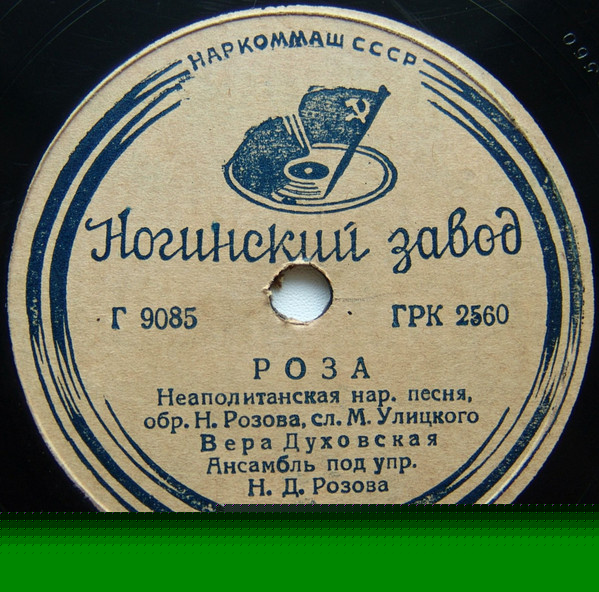 НАРКОММАШ СССР
Ногинский завод
Г 9085
ГРК 2560
РОЗА
Неаполитанская нар. песня,
обр. Н. Розова, сл. М. Улицкого
Вера Духовская
Ансамбль под упр.
Н. Д. Розова